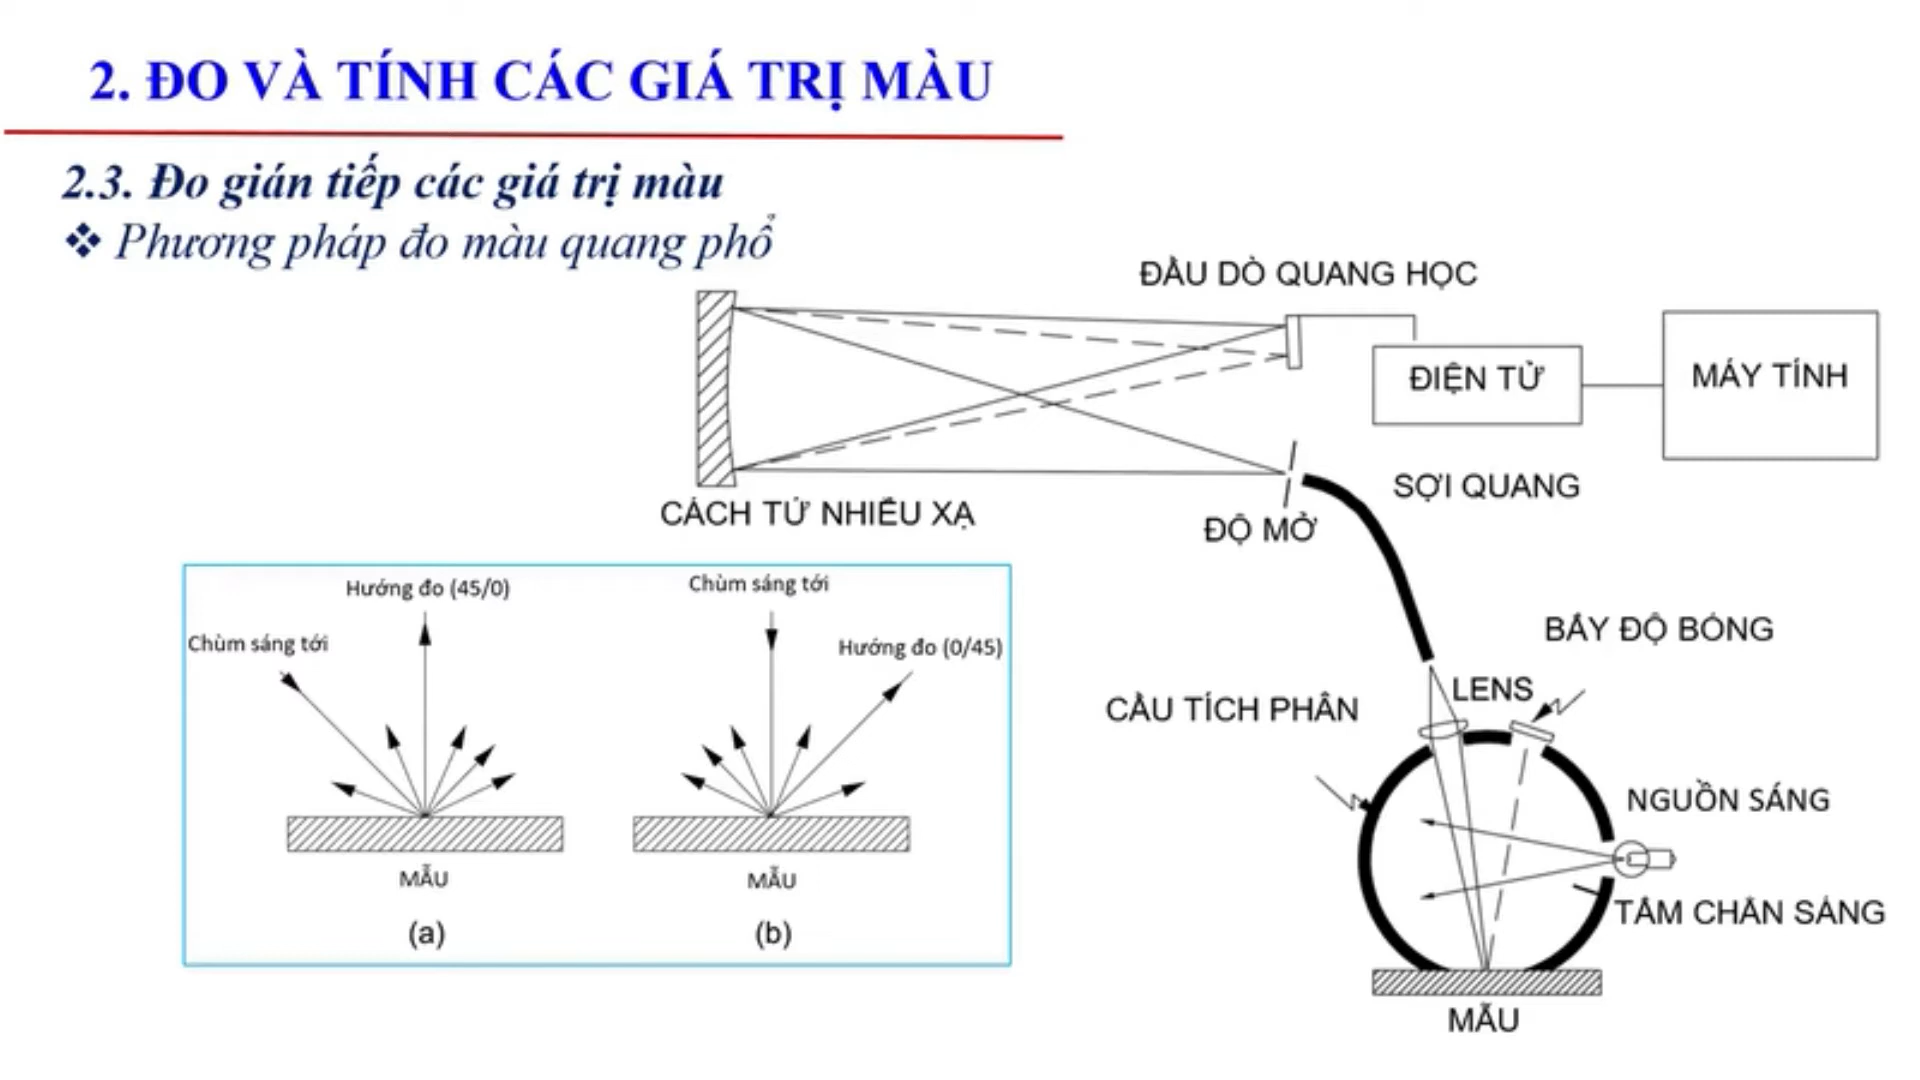 2. ĐO VÀ TÍNH CÁC GIÁ TRỊ MÀU
2.3. Đo gián tiếp các giá trị màu
❖ Phương pháp đo màu quang phổ
ĐẦU DÒ QUANG HỌC
ĐIỆN TỬ
MÁY TÍNH
CÁCH TỬ NHIỄU XẠ
ĐỘ MỞ
SỢI QUANG
Hướng đo (45/0)
Chùm sáng tới
Chùm sáng tới
Hướng đo (0/45)
MẪU
MẪU
(a)
(b)
BẪY ĐỘ BÓNG
LENS
CẦU TÍCH PHÂN
NGUỒN SÁNG
TẤM CHẮN SÁNG
MẪU